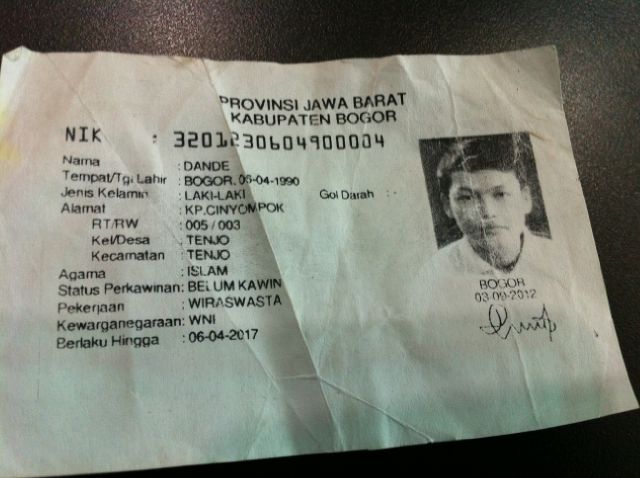 PROVINSI JAWA BARAT
KABUPATEN BOGOR
NIK : 3201230604900004
Nama : DANDE
Tempat/Tgl Lahir : BOGOR, 06-04-1990
Jenis Kelamin : LAKI-LAKI Gol Darah : -
Alamat : KP.CINYOMPOK
RT/RW : 005 / 003
Kel/Desa : TENJO
Kecamatan : TENJO
Agama : ISLAM
Status Perkawinan: BELUM KAWIN
Pekerjaan : WIRASWASTA
Kewarganegaraan: WNI
Berlaku Hingga : 06-04-2017
BOGOR
03-09-2012